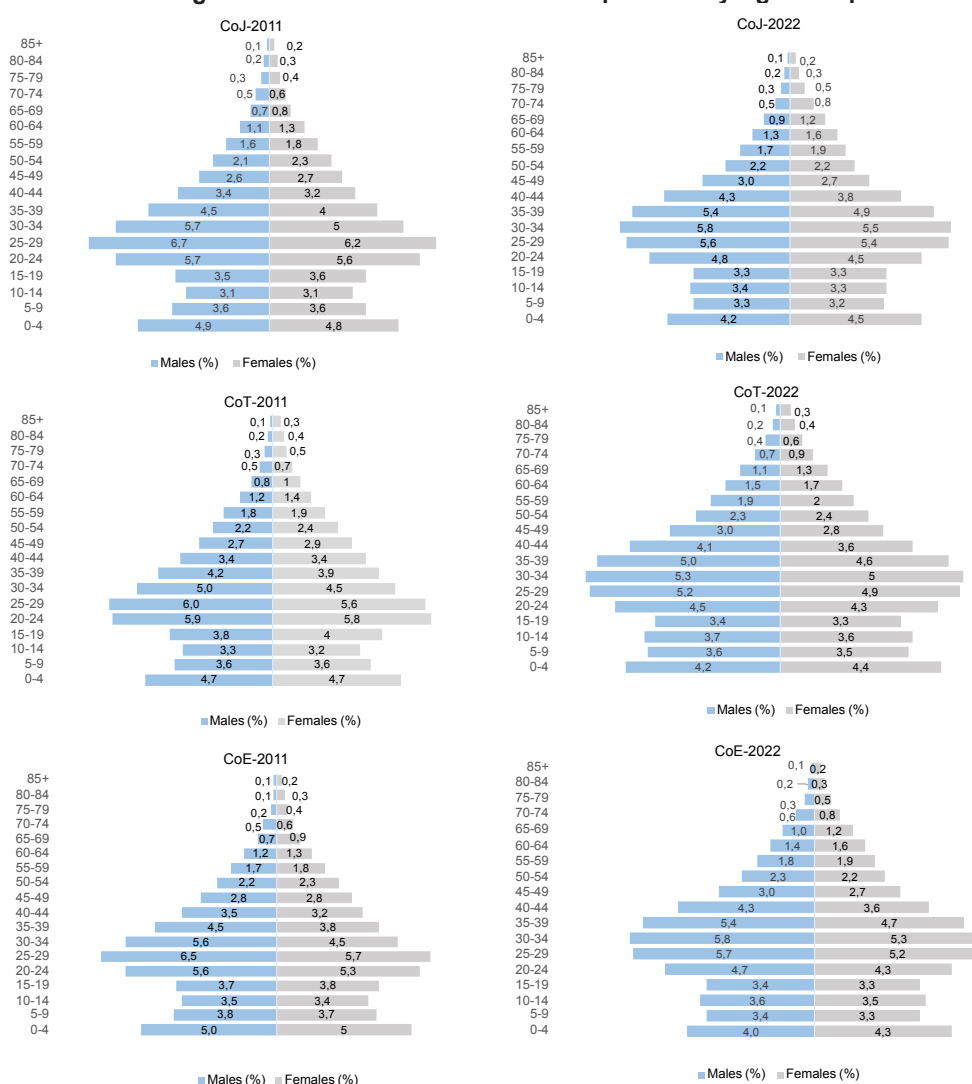 CoJ-2011
85+ 0,1 0,2
80-84 0,2 0,3
75-79 0,3 0,4
70-74 0,5 0,6
65-69 0,7 0,8
60-64 1,1 1,3
55-59 1,6 1,8
50-54 2,1 2,3
45-49 2,6 2,7
40-44 3,4 3,2
35-39 4,5 4
30-34 5,7 5
25-29 6,7 6,2
20-24 5,7 5,6
15-19 3,5 3,6
10-14 3,1 3,1
5-9 3,6 3,6
0-4 4,9 4,8
Males (%) Females (%)
CoJ-2022
85+ 0,1 0,2
80-84 0,2 0,3
75-79 0,3 0,5
70-74 0,5 0,8
65-69 0,9 1,2
60-64 1,3 1,6
55-59 1,7 1,9
50-54 2,2 2,2
45-49 3,0 2,7
40-44 4,3 3,8
35-39 5,4 4,9
30-34 5,8 5,5
25-29 5,6 5,4
20-24 4,8 4,5
15-19 3,3 3,3
10-14 3,4 3,3
5-9 3,3 3,2
0-4 4,2 4,5
Males (%) Females (%)
CoT-2011
85+ 0,1 0,3
80-84 0,2 0,4
75-79 0,3 0,5
70-74 0,5 0,7
65-69 0,8 1
60-64 1,2 1,4
55-59 1,8 1,9
50-54 2,2 2,4
45-49 2,7 2,9
40-44 3,4 3,4
35-39 4,2 3,9
30-34 5,0 4,5
25-29 6,0 5,6
20-24 5,9 5,8
15-19 3,8 4
10-14 3,3 3,2
5-9 3,6 3,6
0-4 4,7 4,7
Males (%) Females (%)
CoT-2022
85+ 0,1 0,3
80-84 0,2 0,4
75-79 0,4 0,6
70-74 0,7 0,9
65-69 1,1 1,3
60-64 1,5 1,7
55-59 1,9 2
50-54 2,3 2,4
45-49 3,0 2,8
40-44 4,1 3,6
35-39 5,0 4,6
30-34 5,3 5
25-29 5,2 4,9
20-24 4,5 4,3
15-19 3,4 3,3
10-14 3,7 3,6
5-9 3,6 3,5
0-4 4,2 4,4
Males (%) Females (%)
CoE-2011
85+ 0,1 0,2
80-84 0,1 0,3
75-79 0,2 0,4
70-74 0,5 0,6
65-69 0,7 0,9
60-64 1,2 1,3
55-59 1,7 1,8
50-54 2,2 2,3
45-49 2,8 2,8
40-44 3,5 3,2
35-39 4,5 3,8
30-34 5,6 4,5
25-29 6,5 5,7
20-24 5,6 5,3
15-19 3,7 3,8
10-14 3,5 3,4
5-9 3,8 3,7
0-4 5,0 5
Males (%) Females (%)
CoE-2022
85+ 0,1 0,2
80-84 0,2 0,3
75-79 0,3 0,5
70-74 0,6 0,8
65-69 1,0 1,2
60-64 1,4 1,6
55-59 1,8 1,9
50-54 2,3 2,2
45-49 3,0 2,7
40-44 4,3 3,6
35-39 5,4 4,7
30-34 5,8 5,3
25-29 5,7 5,2
20-24 4,7 4,3
15-19 3,4 3,3
10-14 3,6 3,5
5-9 3,4 3,3
0-4 4,0 4,3
Males (%) Females (%)